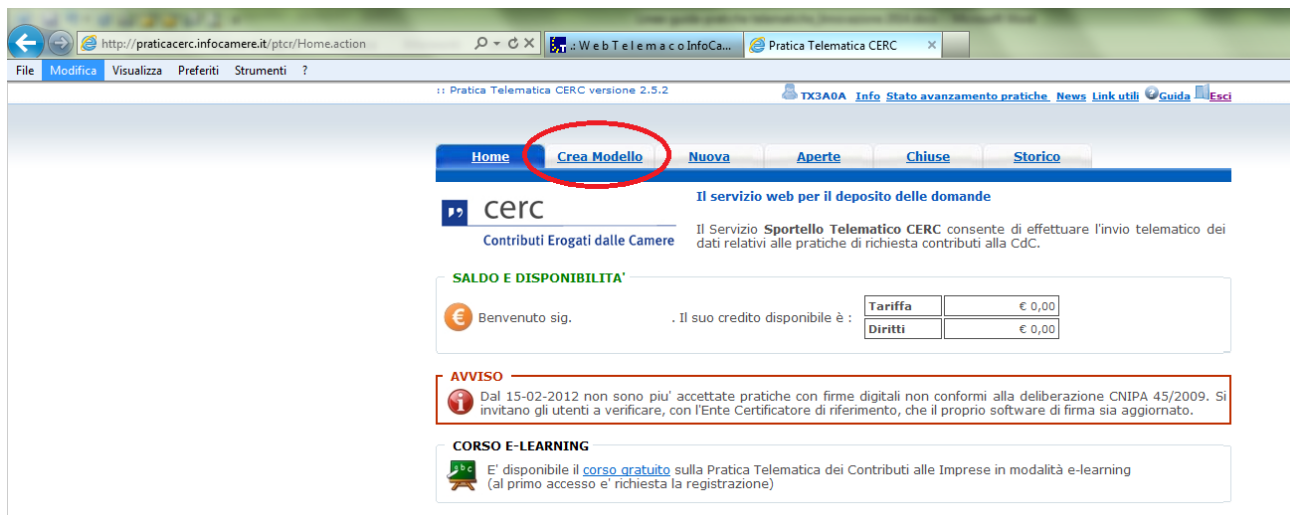 http://praticacerc.infocamere.it/ptcr/Home.action
.: W e b T e l e m a c o InfoCa...
Pratica Telematica CERC
File Modifica Visualizza Preferiti Strumenti ?
:: Pratica Telematica CERC versione 2.5.2
TX3A0A Info Stato avanzamento pratiche News Link utili Guida Esci
Home Crea Modello Nuova Aperte Chiuse Storico
cerc
Contributi Erogati dalle Camere
Il servizio web per il deposito delle domande
Il Servizio Sportello Telematico CERC consente di effettuare l'invio telematico dei
dati relativi alle pratiche di richiesta contributi alla CdC.
SALDO E DISPONIBILITA'
Benvenuto sig. . Il suo credito disponibile è :
Tariffa € 0,00
Diritti € 0,00
AVVISO
Dal 15-02-2012 non sono piu' accettate pratiche con firme digitali non conformi alla deliberazione CNIPA 45/2009. Si
invitano gli utenti a verificare, con l'Ente Certificatore di riferimento, che il proprio software di firma sia aggiornato.
CORSO E-LEARNING
E' disponibile il corso gratuito sulla Pratica Telematica dei Contributi alle Imprese in modalità e-learning
(al primo accesso e' richiesta la registrazione)